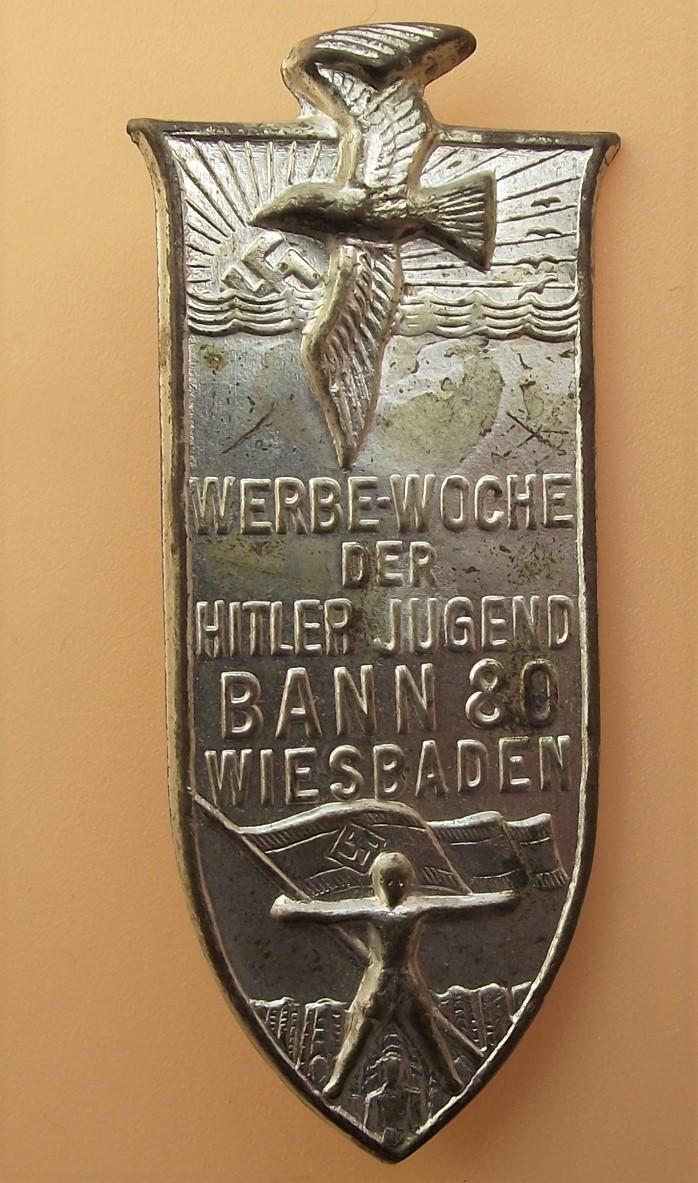 WERBE-WOCHE
DER
HITLER JUGEND
BANN 80
WIESBADEN